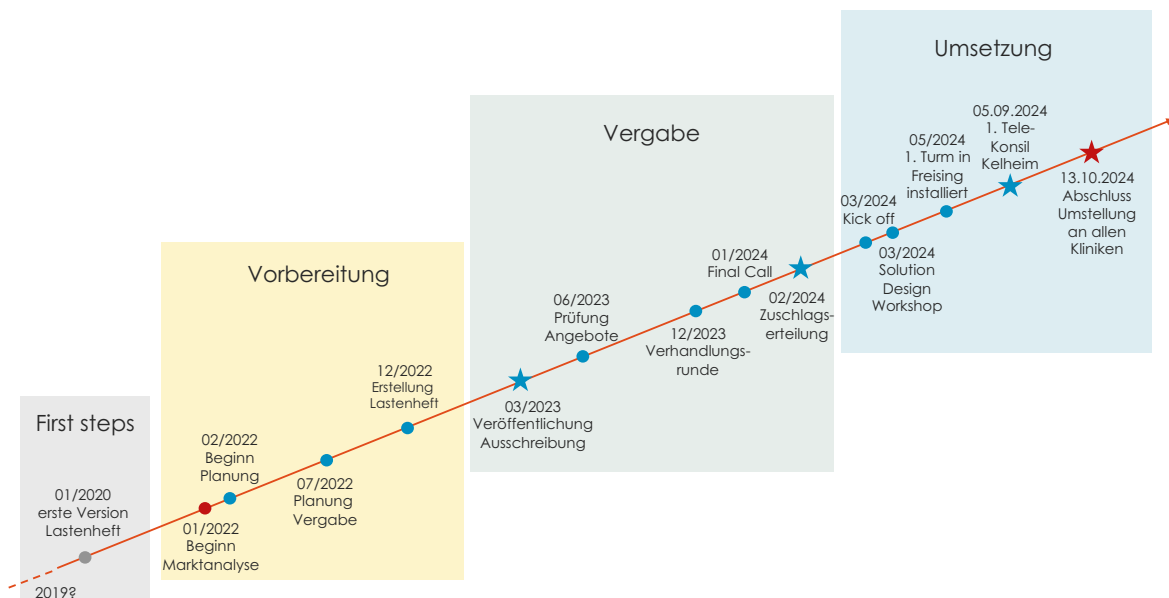 First steps
01/2020
erste Version
Lastenheft
2019?
Vorbereitung
01/2022
Beginn
Marktanalyse
02/2022
Beginn
Planung
07/2022
Planung
Vergabe
12/2022
Erstellung
Lastenheft
Vergabe
03/2023
Veröffentlichung
Ausschreibung
06/2023
Prüfung
Angebote
12/2023
Verhandlungs-
runde
01/2024
Final Call
02/2024
Zuschlags-
erteilung
Umsetzung
03/2024
Kick off
03/2024
Solution
Design
Workshop
05/2024
1. Turm in
Freising
installiert
05.09.2024
1. Tele-
Konsil
Kelheim
13.10.2024
Abschluss
Umstellung
an allen
Kliniken